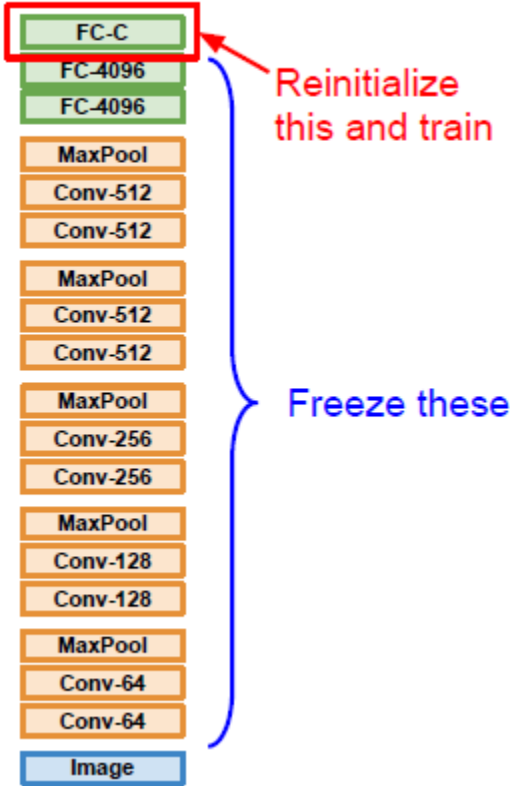 FC-C
FC-4096
FC-4096
MaxPool
Conv-512
Conv-512
MaxPool
Conv-512
Conv-512
MaxPool
Conv-256
Conv-256
MaxPool
Conv-128
Conv-128
MaxPool
Conv-64
Conv-64
Image
Reinitialize
this and train
Freeze these